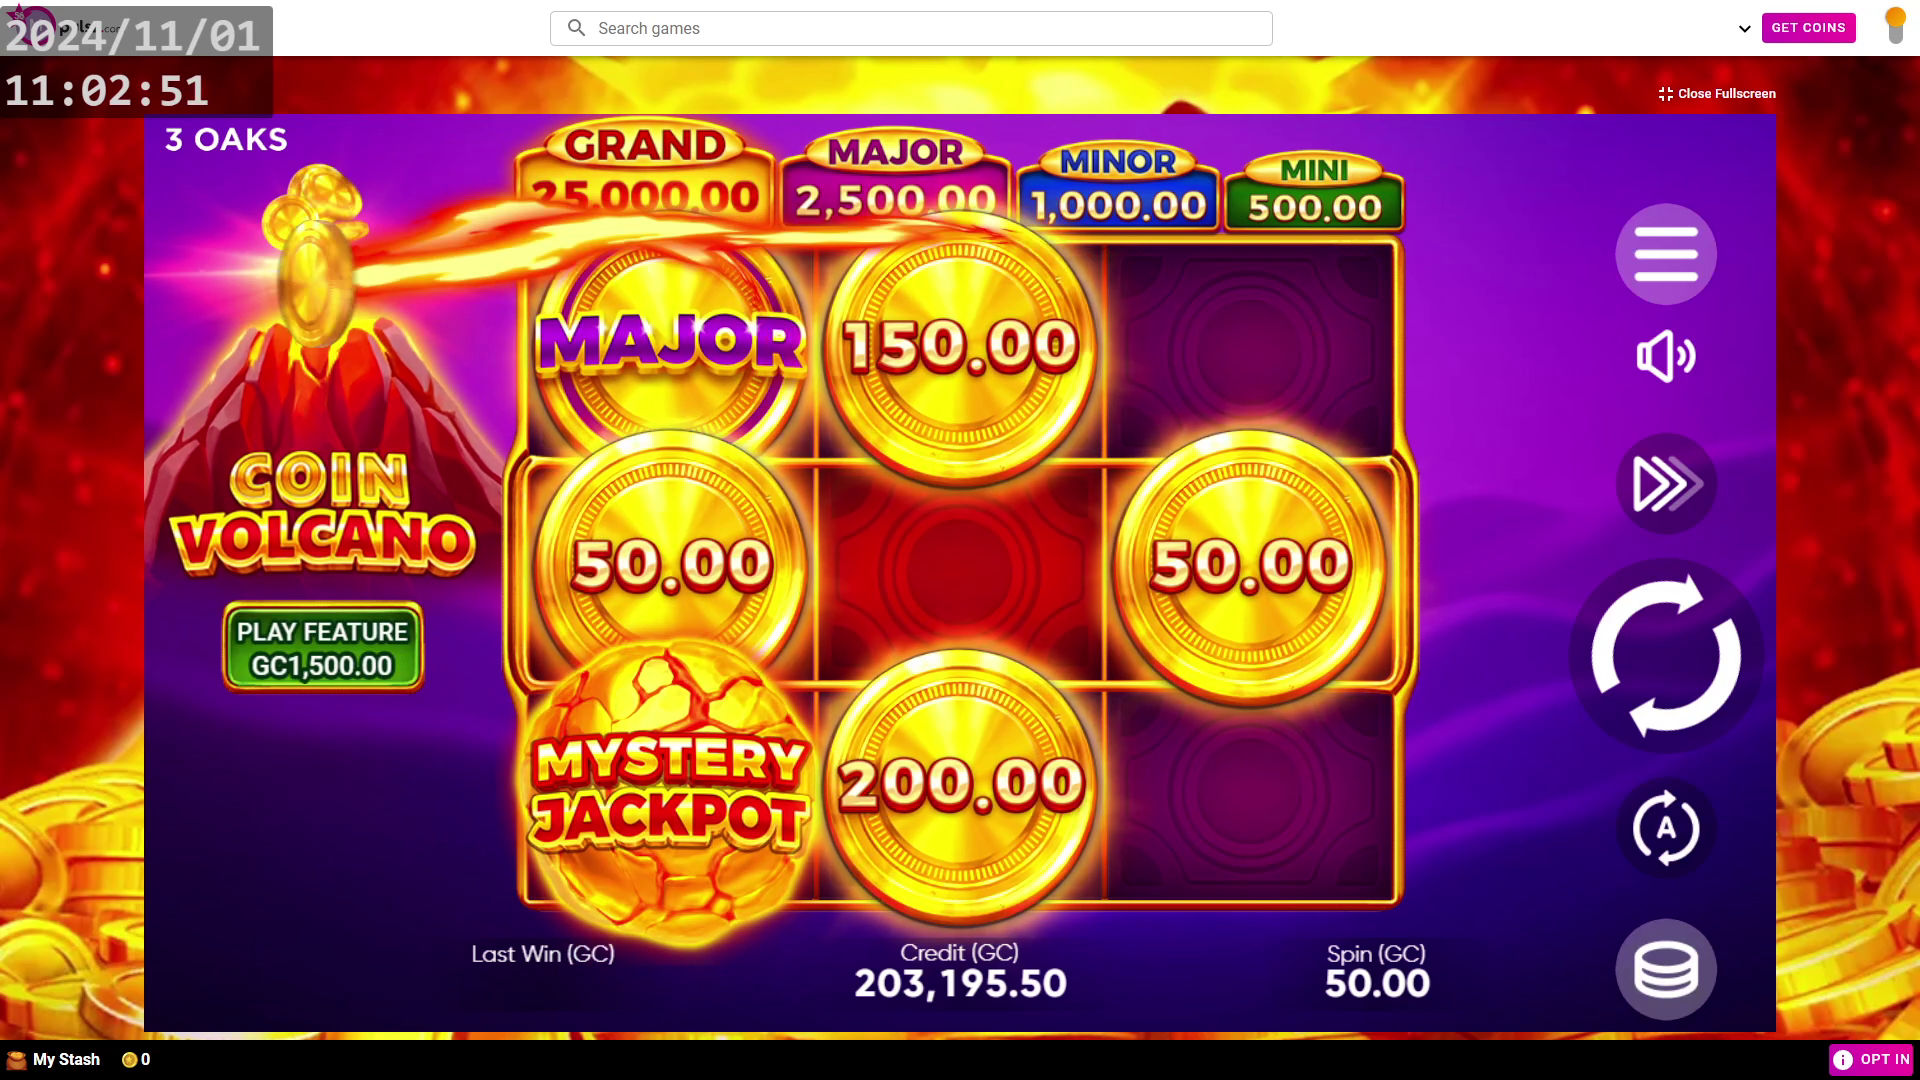 2024/11/01
11:02:51
Search games
GET COINS
Close Fullscreen
3 OAKS
GRAND
25,000.00
MAJOR
2,500.00
MINOR
1,000.00
MINI
500.00
MAJOR
150.00
COIN
VOLCANO
50.00
50.00
PLAY FEATURE
GC1,500.00
MYSTERY
JACKPOT
200.00
Last Win (GC)
Credit (GC)
203,195.50
Spin (GC)
50.00
A
My Stash
0
OPT IN